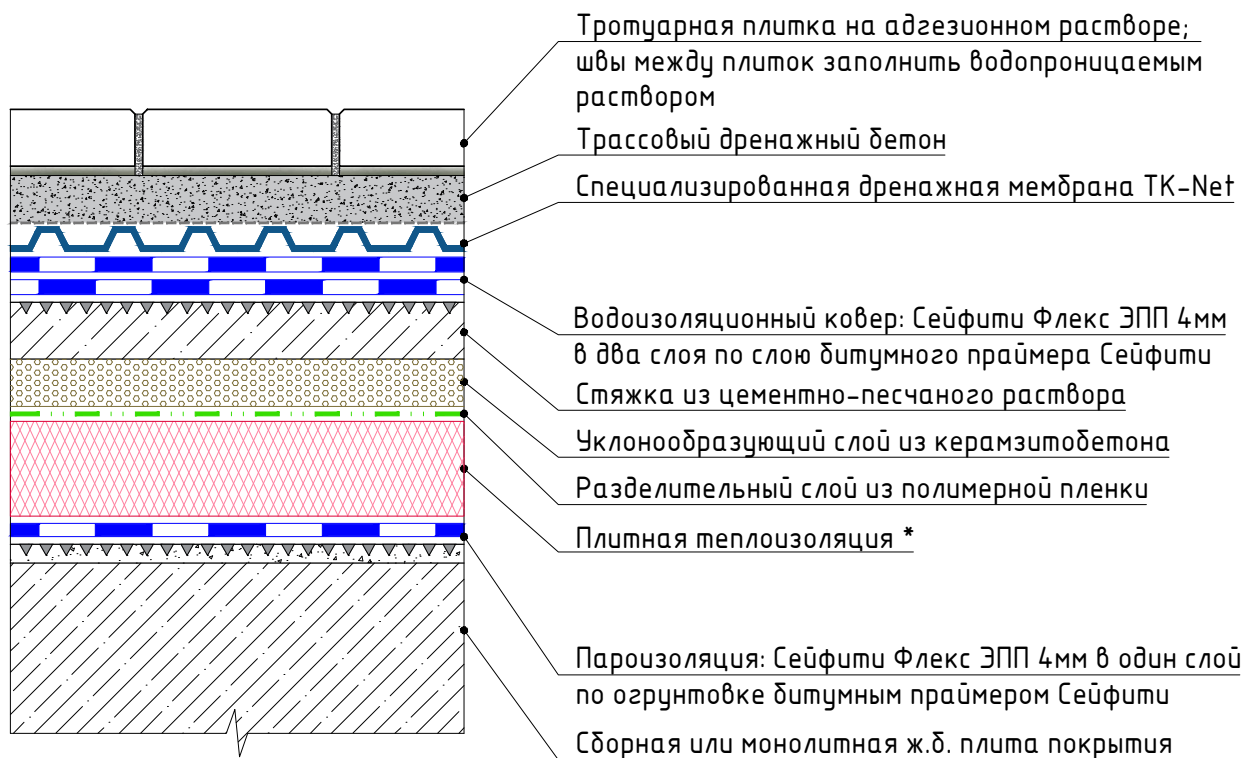 Тротуарная плитка на адгезионном растворе;
швы между плиток заполнить водопроницаемым
раствором
Трассовый дренажный бетон
Специализированная дренажная мембрана TK-Net
Водоизоляционный ковер: Сейфити Флекс ЭПП 4мм
в два слоя по слою битумного праймера Сейфити
Стяжка из цементно-песчаного раствора
Уклонообразующий слой из керамзитобетона
Разделительный слой из полимерной пленки
Плитная теплоизоляция *
Пароизоляция: Сейфити Флекс ЭПП 4мм в один слой
по огрунтовке битумным праймером Сейфити
Сборная или монолитная ж.б. плита покрытия